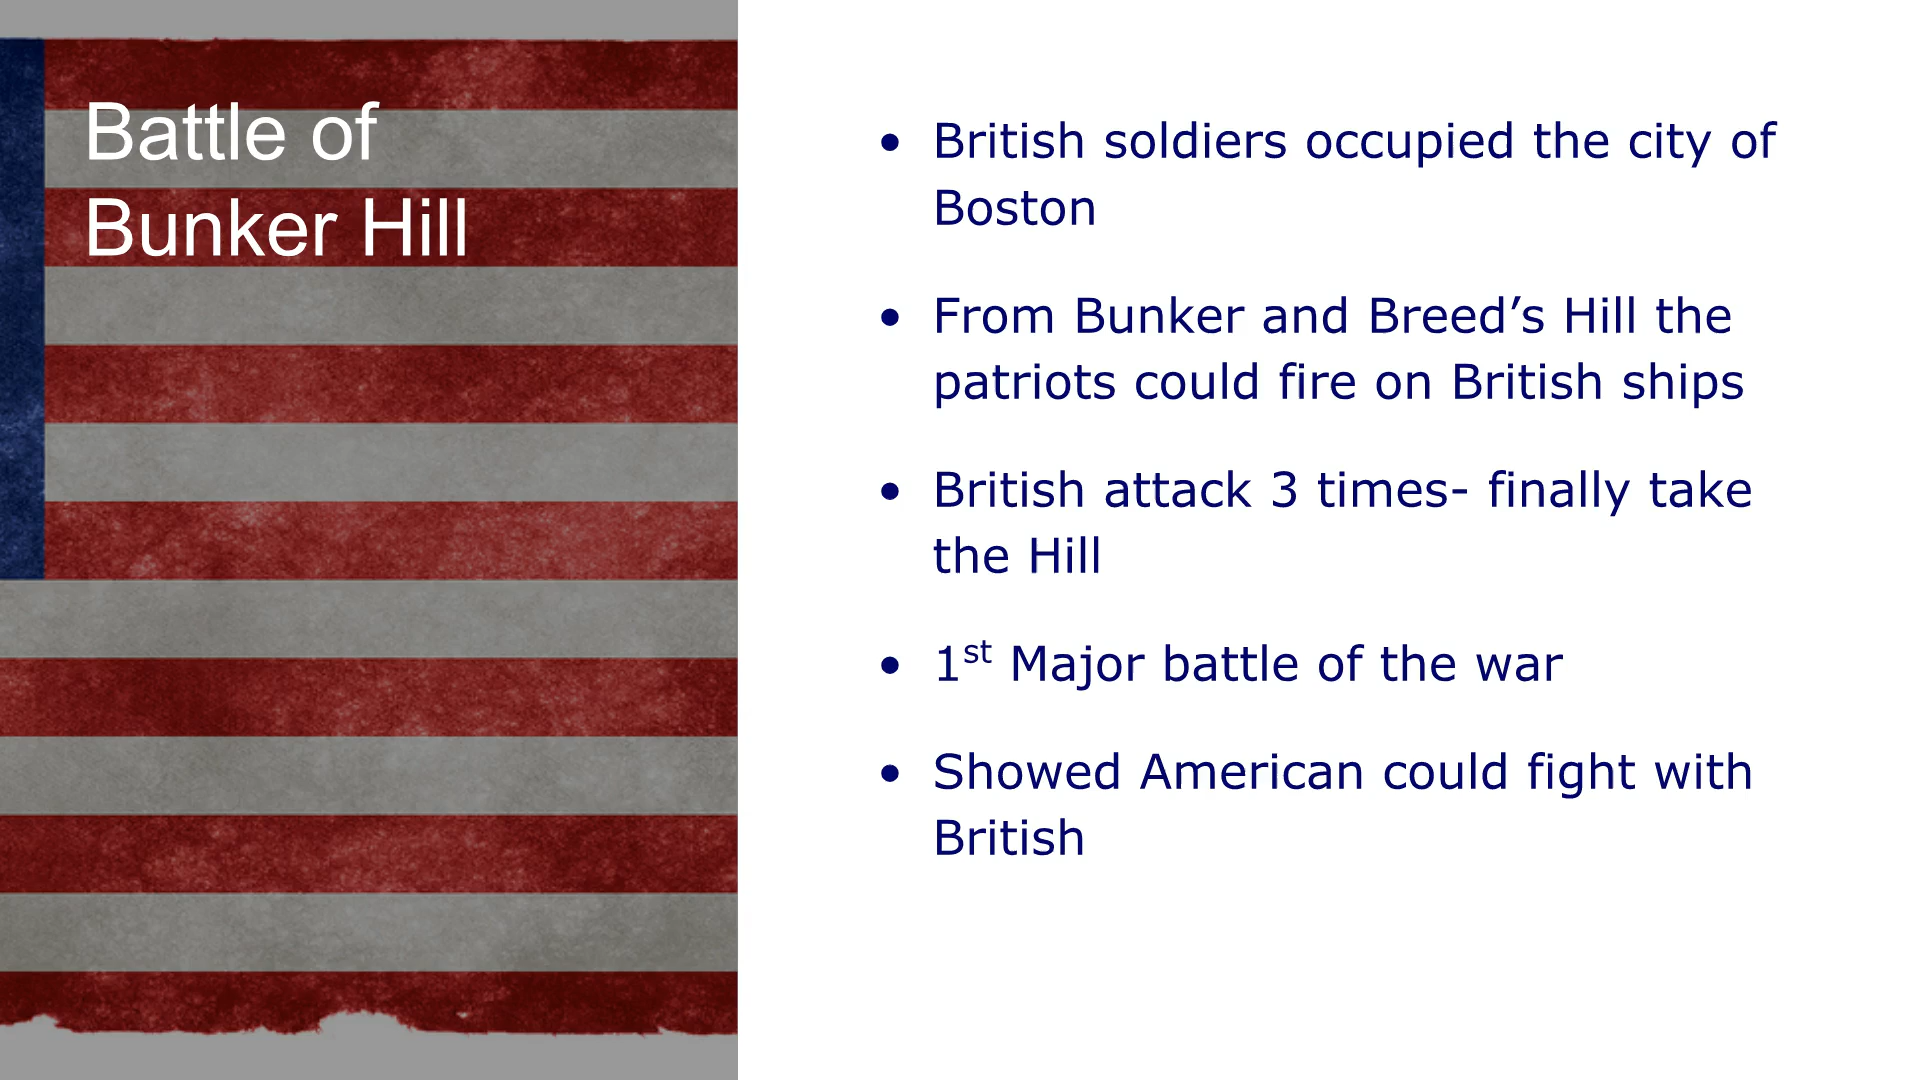 Battle of
Bunker Hill
• British soldiers occupied the city of
Boston
• From Bunker and Breed’s Hill the
patriots could fire on British ships
• British attack 3 times- finally take
the Hill
• 1st Major battle of the war
• Showed American could fight with
British